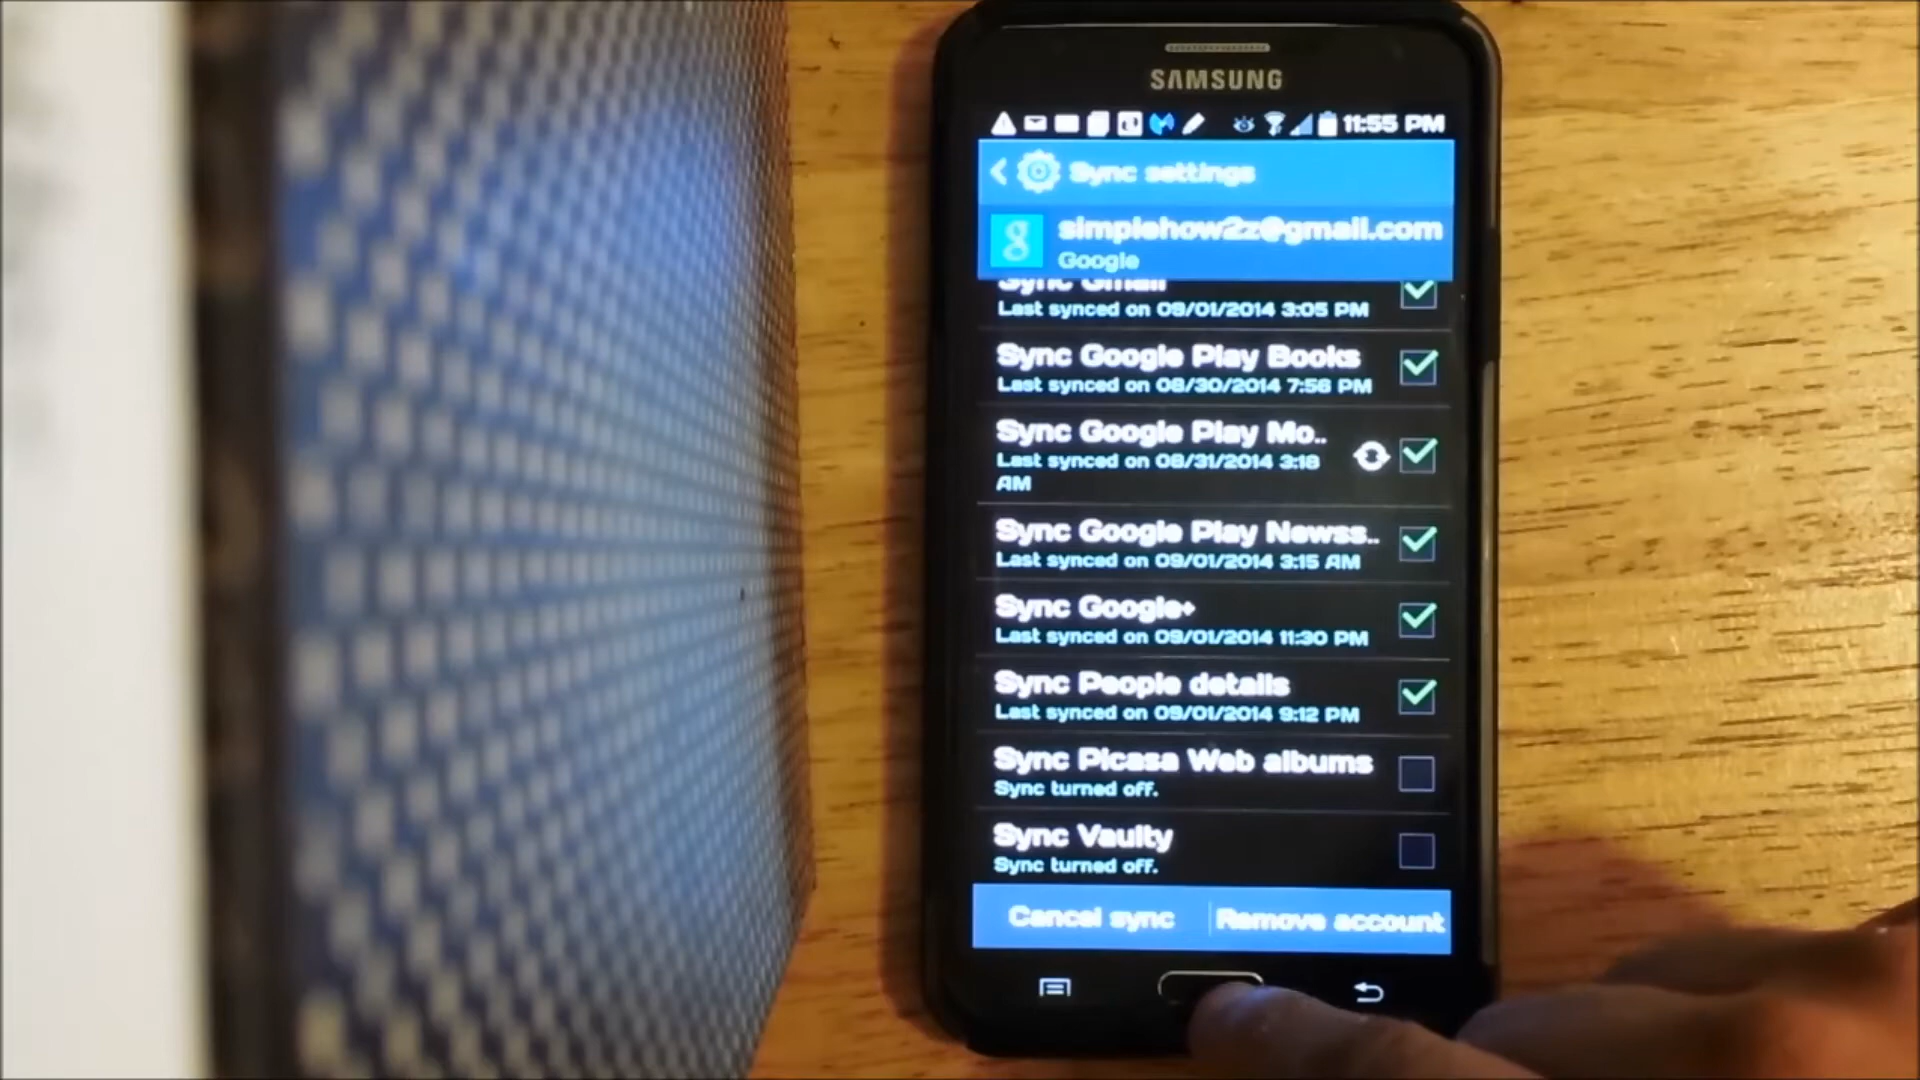 SAMSUNG
11:55 PM
Sync settings
simplehow2z@gmail.com
Google
Sync Gmail
Last synced on 09/01/2014 3:05 PM
Sync Google Play Books
Last synced on 08/30/2014 7:56 PM
Sync Google Play Mo..
Last synced on 08/31/2014 3:18
AM
Sync Google Play Newss..
Last synced on 09/01/2014 3:15 AM
Sync Google+
Last synced on 09/01/2014 11:30 PM
Sync People details
Last synced on 09/01/2014 9:12 PM
Sync Picasa Web albums
Sync turned off.
Sync Vaulty
Sync turned off.
Cancel sync
Remove account